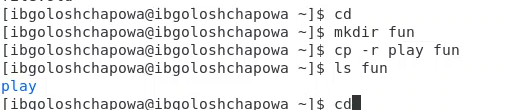 [ibgoloshchapowa@ibgoloshchapowa ~]$ cd
[ibgoloshchapowa@ibgoloshchapowa ~]$ mkdir fun
[ibgoloshchapowa@ibgoloshchapowa ~]$ cp -r play fun
[ibgoloshchapowa@ibgoloshchapowa ~]$ ls fun
play
[ibgoloshchapowa@ibgoloshchapowa ~]$ cd